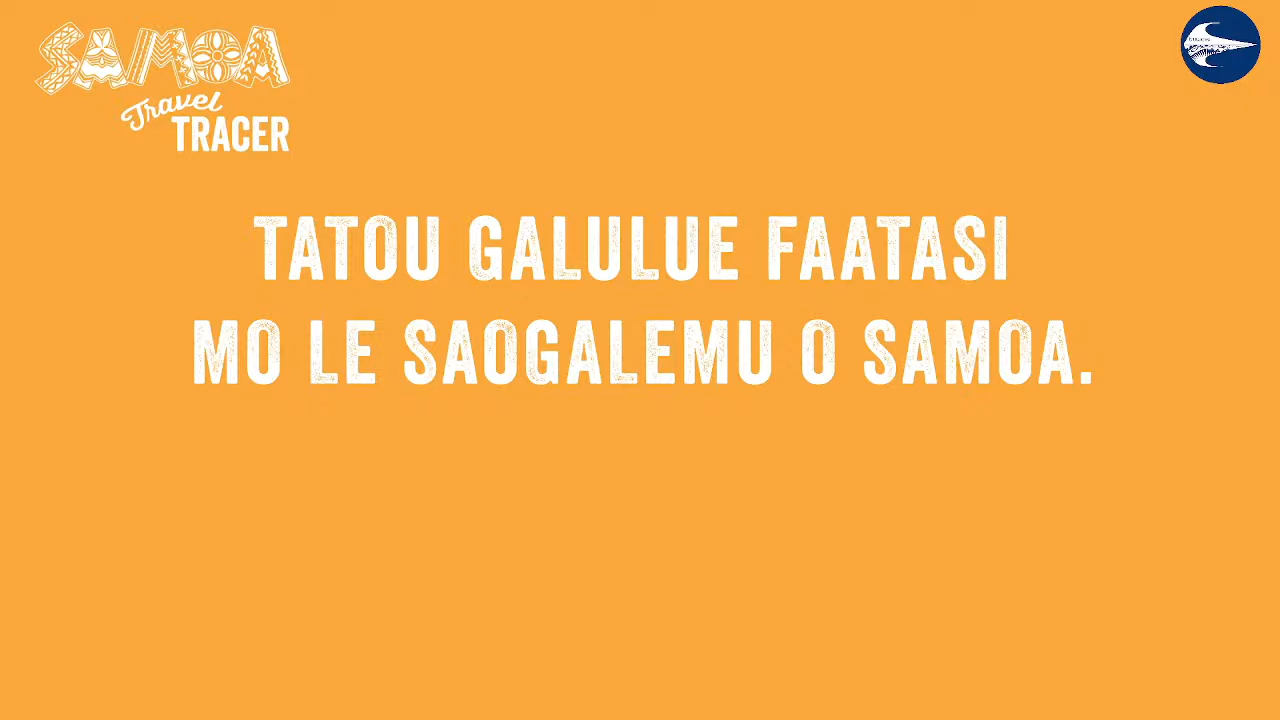 SAMOA
Travel
TRACER
TATOU GALULUE FAATASI
MO LE SAOGALEMU O SAMOA.